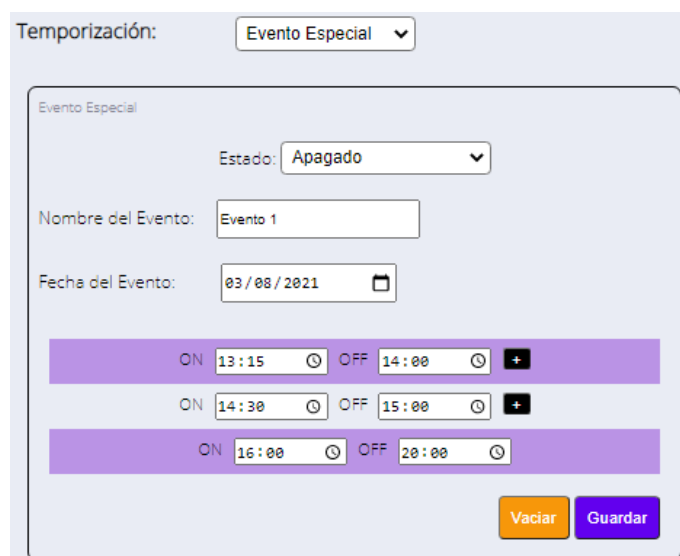 Temporización: Evento Especial
Evento Especial
Estado: Apagado
Nombre del Evento: Evento 1
Fecha del Evento: 03/08/2021
ON 13:15 OFF 14:00 +
ON 14:30 OFF 15:00 +
ON 16:00 OFF 20:00
Vaciar Guardar